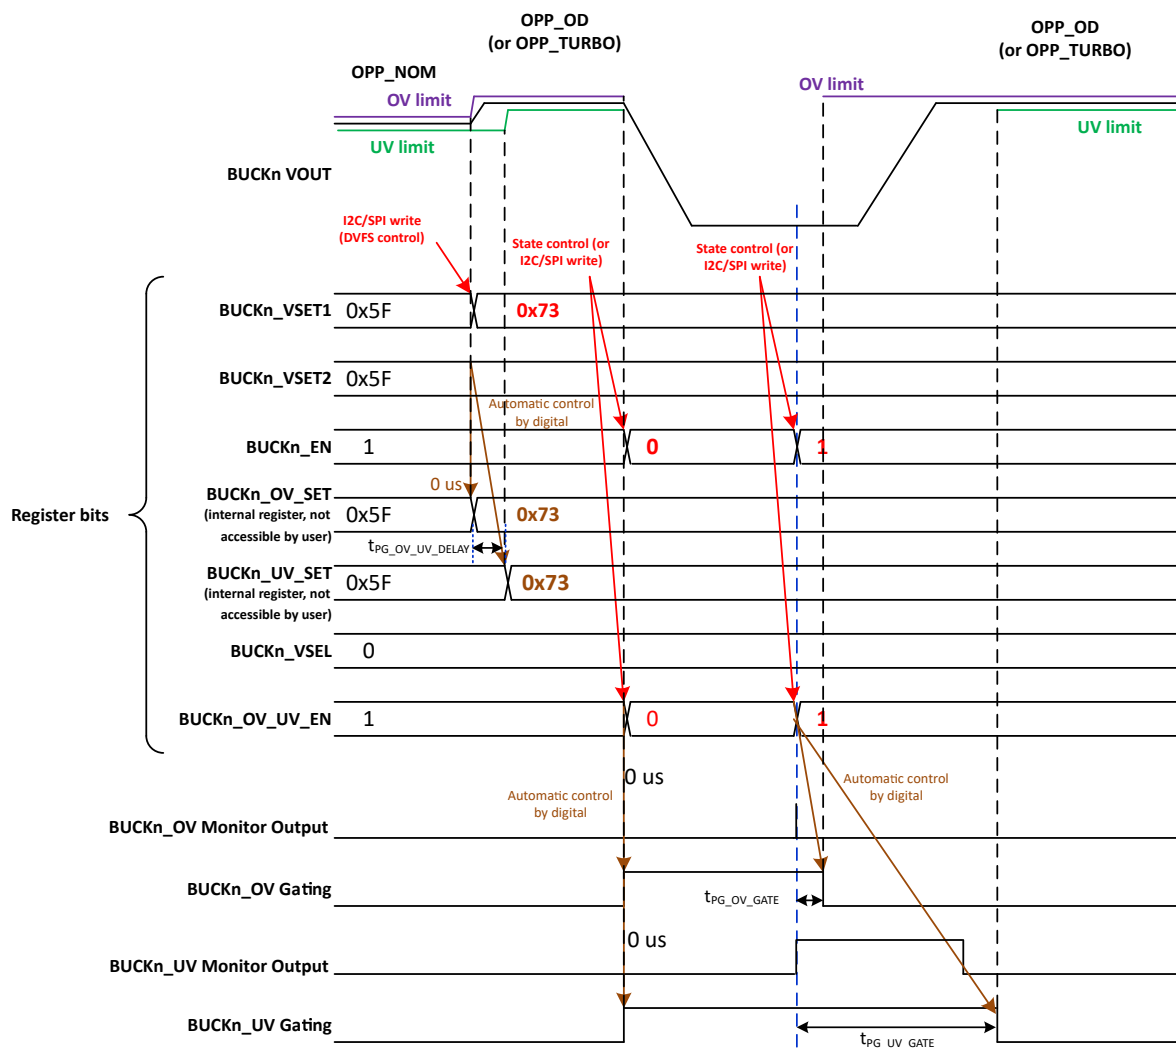 OPP_OD
(or OPP_TURBO)
OPP_OD
(or OPP_TURBO)
OPP_NOM
OV limit
OV limit
UV limit
UV limit
BUCKn VOUT
I2C/SPI write
(DVFS control)
State control (or
I2C/SPI write)
State control (or
I2C/SPI write)
BUCKn_VSET1
0x5F
0x73
BUCKn_VSET2
0x5F
Automatic control
by digital
BUCKn_EN
1
0
1
0 us
BUCKn_OV_SET
(internal register, not
accessible by user)
0x5F
0x73
Register bits
tPG_OV_UV_DELAY
BUCKn_UV_SET
(internal register, not
accessible by user)
0x5F
0x73
BUCKn_VSEL
0
BUCKn_OV_UV_EN
1
0
1
0 us
Automatic control
by digital
Automatic control
by digital
BUCKn_OV Monitor Output
BUCKn_OV Gating
tPG_OV_GATE
0 us
BUCKn_UV Monitor Output
BUCKn_UV Gating
tPG_UV_GATE